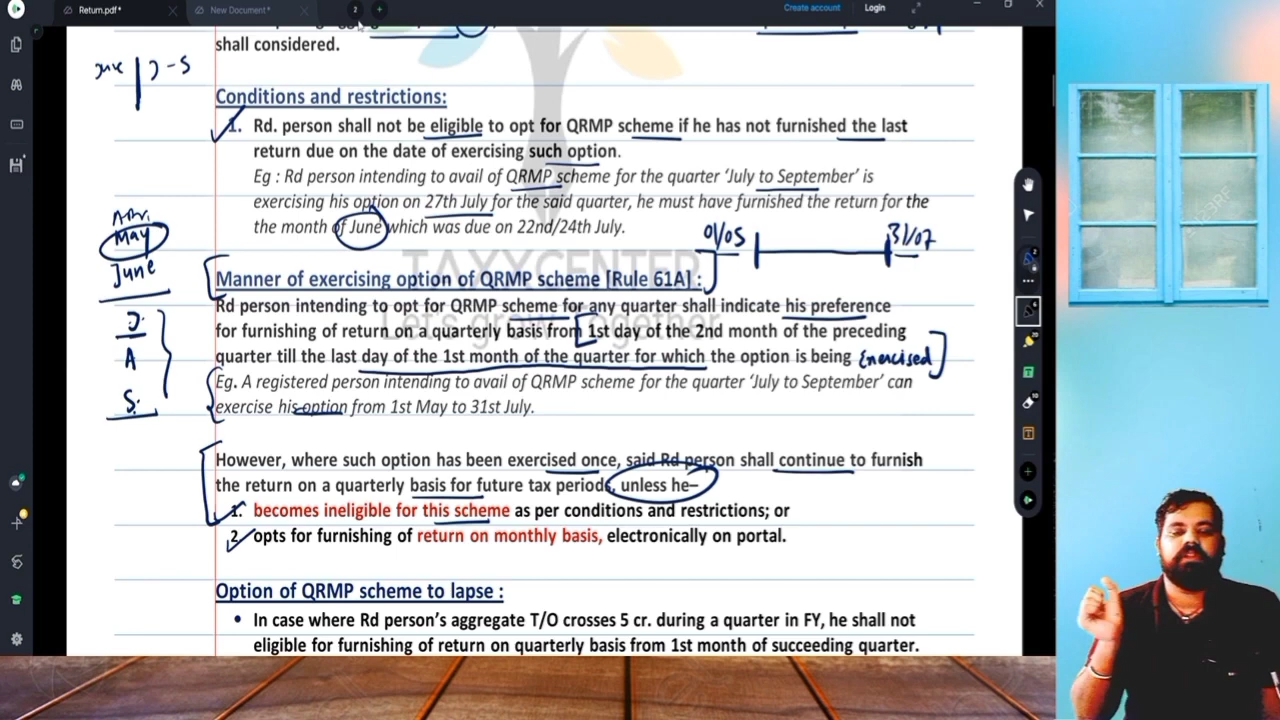 Return.pdf*
New Document*
2
Create account
Login
shall considered.
June | J-S
Conditions and restrictions:
1. Rd. person shall not be eligible to opt for QRMP scheme if he has not furnished the last
return due on the date of exercising such option.
Eg : Rd person intending to avail of QRMP scheme for the quarter 'July to September' is
exercising his option on 27th July for the said quarter, he must have furnished the return for the
the month of June which was due on 22nd/24th July.
Apr.
May
June
J.
A
S.
01/05
31/07
TAXYCENTER
Let's grow together
Manner of exercising option of QRMP scheme [Rule 61A] :
Rd person intending to opt for QRMP scheme for any quarter shall indicate his preference
for furnishing of return on a quarterly basis from 1st day of the 2nd month of the preceding
quarter till the last day of the 1st month of the quarter for which the option is being Exercised
Eg. A registered person intending to avail of QRMP scheme for the quarter 'July to September' can
exercise his option from 1st May to 31st July.
However, where such option has been exercised once, said Rd person shall continue to furnish
the return on a quarterly basis for future tax periods, unless he–
1. becomes ineligible for this scheme as per conditions and restrictions; or
2. opts for furnishing of return on monthly basis, electronically on portal.
Option of QRMP scheme to lapse :
• In case where Rd person's aggregate T/O crosses 5 cr. during a quarter in FY, he shall not
eligible for furnishing of return on quarterly basis from 1st month of succeeding quarter.